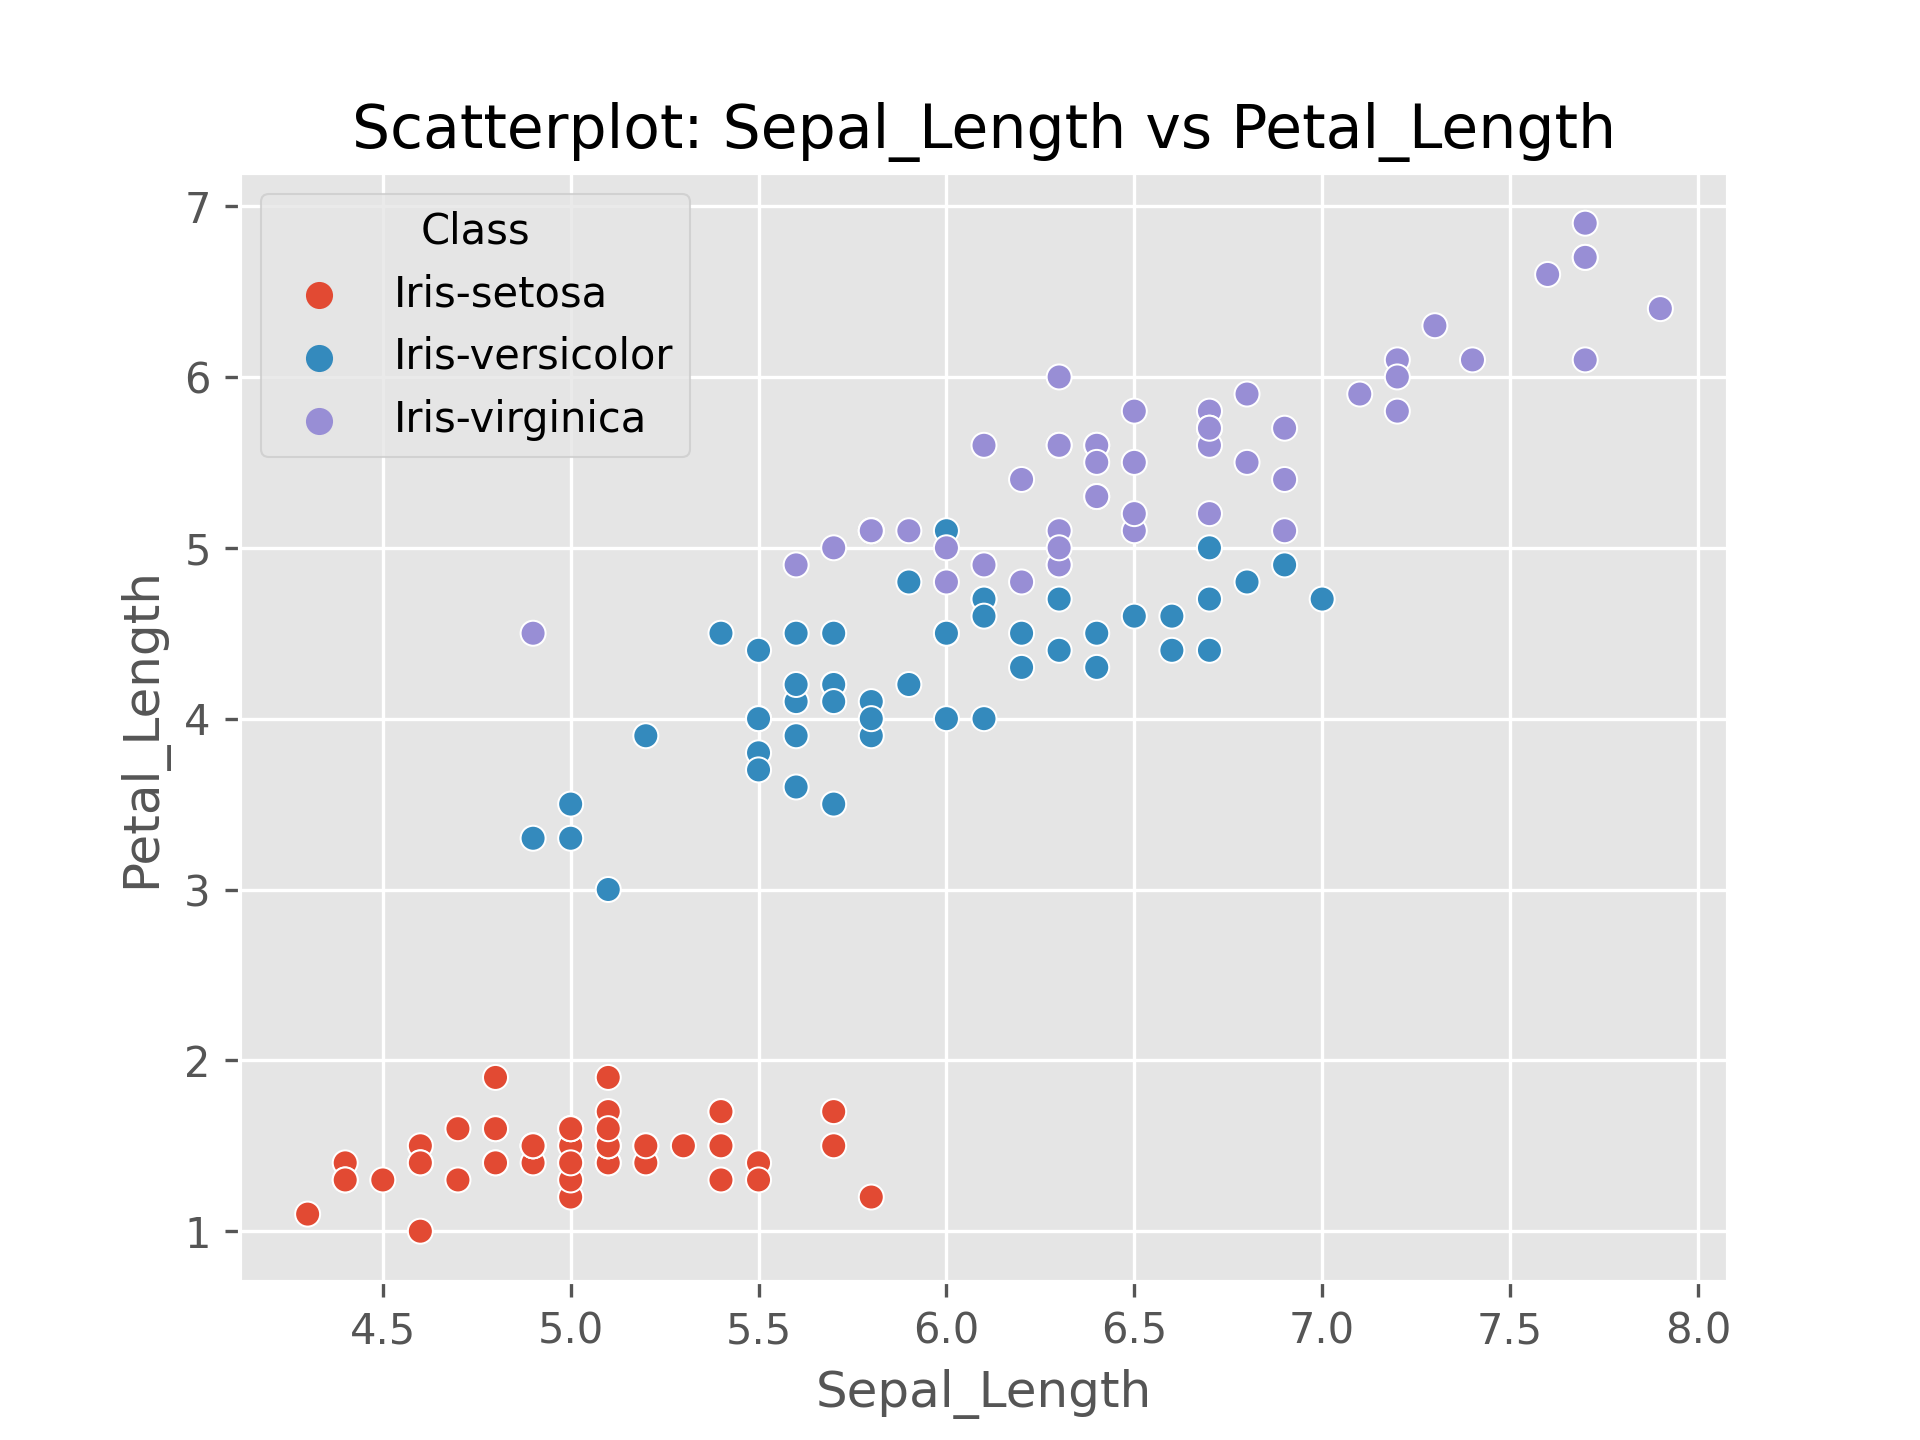 Scatterplot: Sepal_Length vs Petal_Length
Class
Iris-setosa
Iris-versicolor
Iris-virginica
7
6
5
4
3
2
1
Petal_Length
4.5 5.0 5.5 6.0 6.5 7.0 7.5 8.0
Sepal_Length